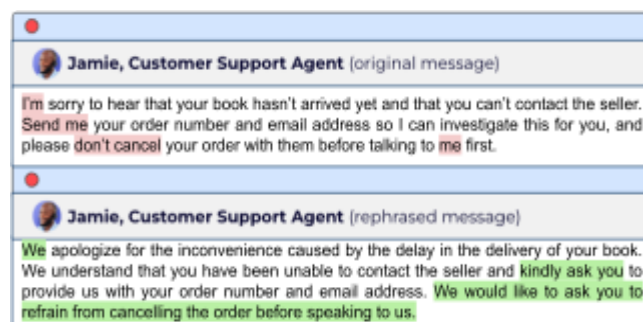 Jamie, Customer Support Agent (original message)
I'm sorry to hear that your book hasn't arrived yet and that you can't contact the seller.
Send me your order number and email address so I can investigate this for you, and
please don't cancel your order with them before talking to me first.
Jamie, Customer Support Agent (rephrased message)
We apologize for the inconvenience caused by the delay in the delivery of your book.
We understand that you have been unable to contact the seller and kindly ask you to
provide us with your order number and email address. We would like to ask you to
refrain from cancelling the order before speaking to us.